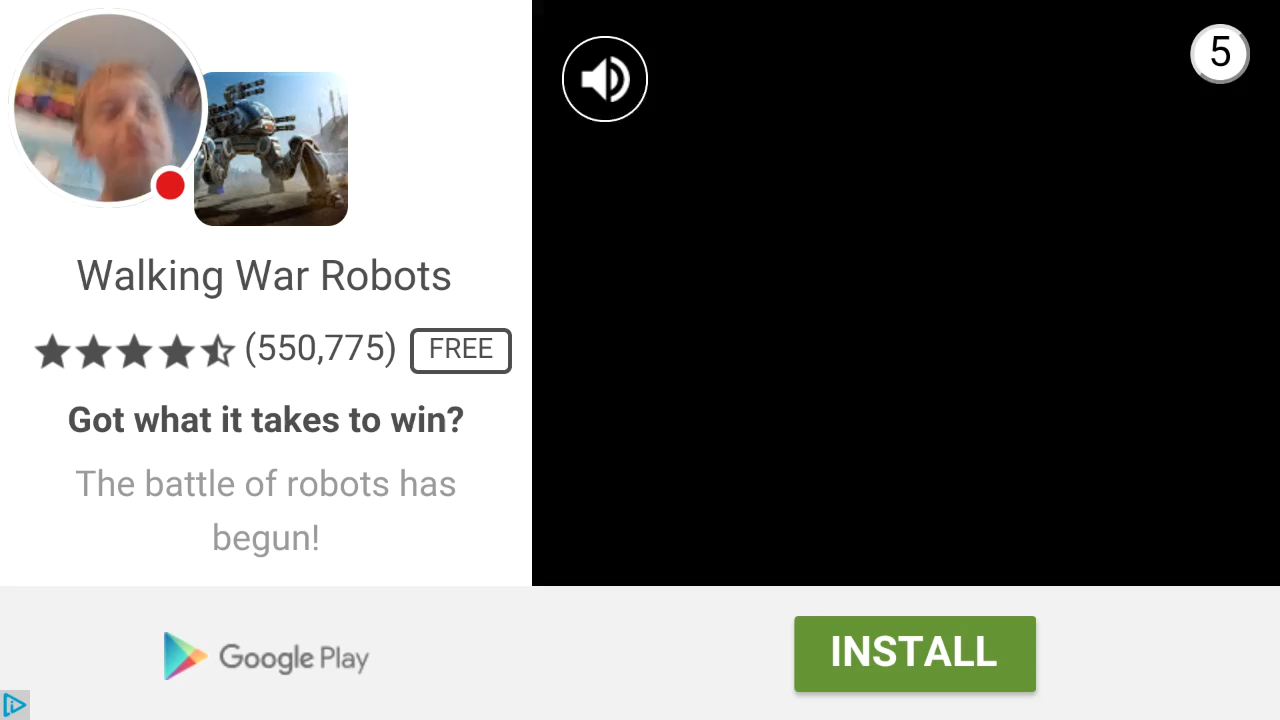 5
Walking War Robots
(550,775) FREE
Got what it takes to win?
The battle of robots has
begun!
Google Play
INSTALL